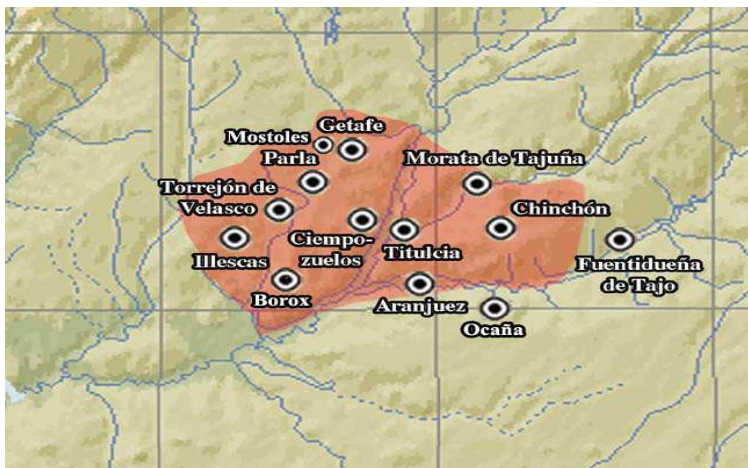 Getafe
Mostoles
Parla
Morata de Tajuña
Torrejón de
Velasco
Chinchón
Ciempo-
zuelos
Titulcia
Illescas
Fuentidueña
de Tajo
Borox
Aranjuez
Ocaña